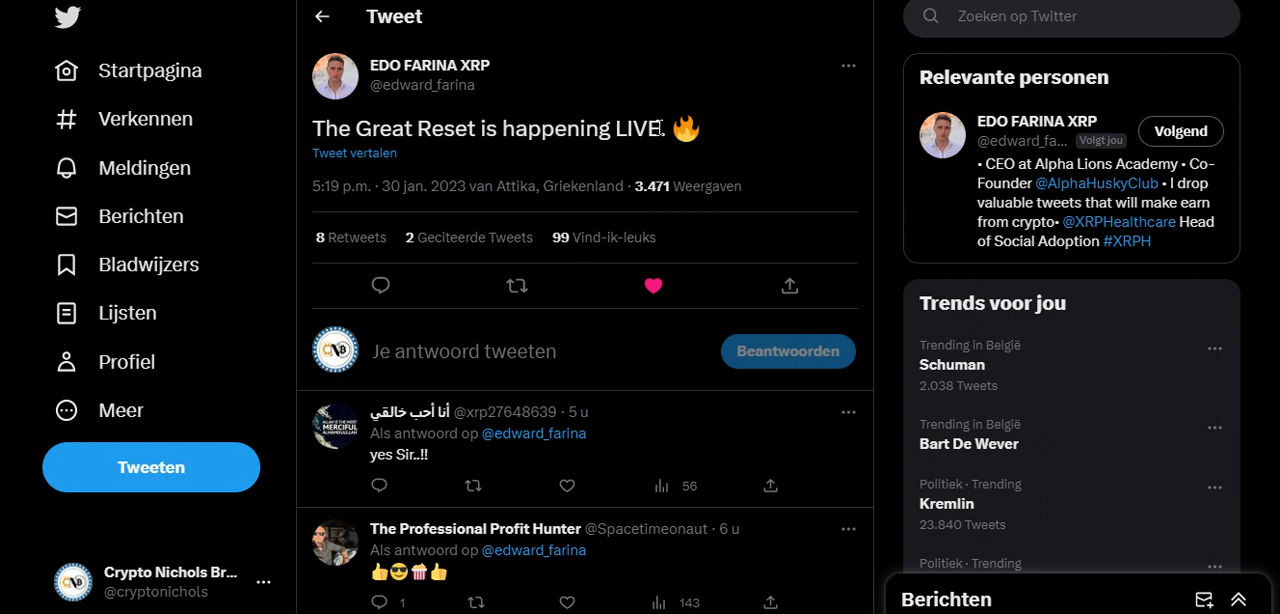 Startpagina
Verkennen
Meldingen
Berichten
Bladwijzers
Lijsten
Profiel
Meer
Tweeten
Crypto Nichols Br...
@cryptonichols
Tweet
EDO FARINA XRP
@edward_farina
The Great Reset is happening LIVE. 🔥
Tweet vertalen
5:19 p.m. · 30 jan. 2023 van Attika, Griekenland · 3.471 Weergaven
8 Retweets 2 Geciteerde Tweets 99 Vind-ik-leuks
CNB
Je antwoord tweeten
Beantwoorden
أنا أحب خالقي @xrp27648639 · 5 u
ALLAH IS THE MOST
MERCIFUL
Als antwoord op @edward_farina
yes Sir..!!
56
The Professional Profit Hunter @Spacetimeonaut · 6 u
Als antwoord op @edward_farina
👍😎🍿👍
1 143
Zoeken op Twitter
Relevante personen
EDO FARINA XRP
@edward_fa... Volgt jou
Volgend
• CEO at Alpha Lions Academy • Co-
Founder @AlphaHuskyClub • I drop
valuable tweets that will make earn
from crypto• @XRPHealthcare Head
of Social Adoption #XRPH
Trends voor jou
Trending in België
Schuman
2.038 Tweets
Trending in België
Bart De Wever
Politiek · Trending
Kremlin
23.840 Tweets
Politiek · Trending
Berichten